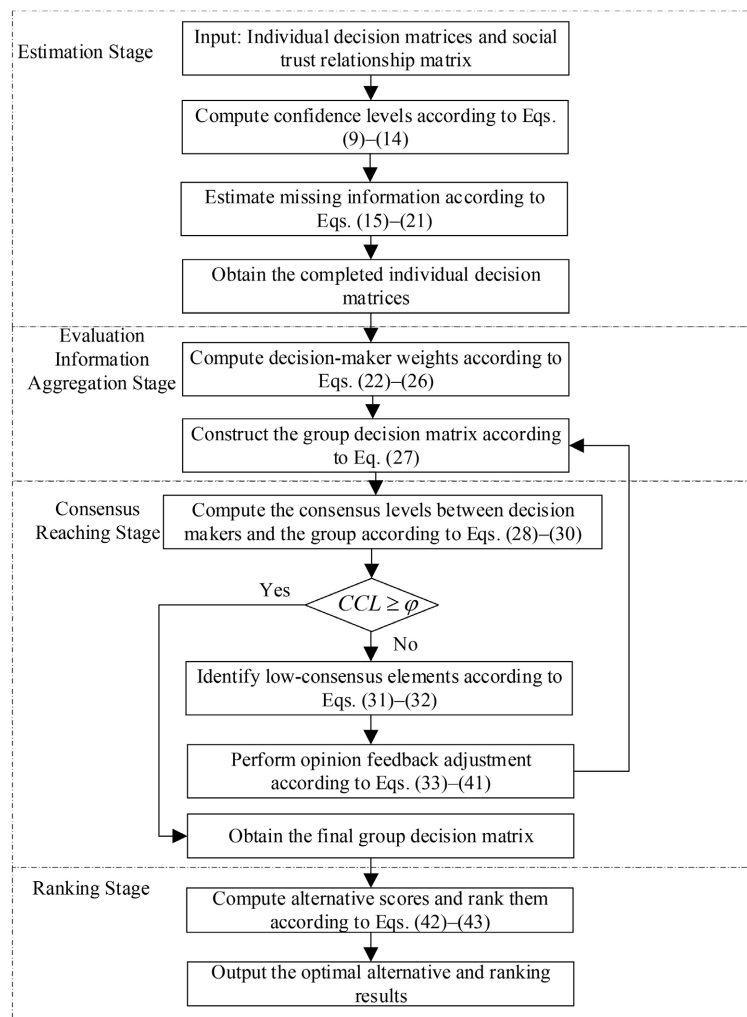 Estimation Stage
Input: Individual decision matrices and social
trust relationship matrix
Compute confidence levels according to Eqs.
(9)–(14)
Estimate missing information according to
Eqs. (15)–(21)
Obtain the completed individual decision
matrices
Evaluation
Information
Aggregation Stage
Compute decision-maker weights according to
Eqs. (22)–(26)
Construct the group decision matrix according
to Eq. (27)
Consensus
Reaching Stage
Compute the consensus levels between decision
makers and the group according to Eqs. (28)–(30)
Yes
CCL ≥ φ
No
Identify low-consensus elements according to
Eqs. (31)–(32)
Perform opinion feedback adjustment
according to Eqs. (33)–(41)
Obtain the final group decision matrix
Ranking Stage
Compute alternative scores and rank them
according to Eqs. (42)–(43)
Output the optimal alternative and ranking
results